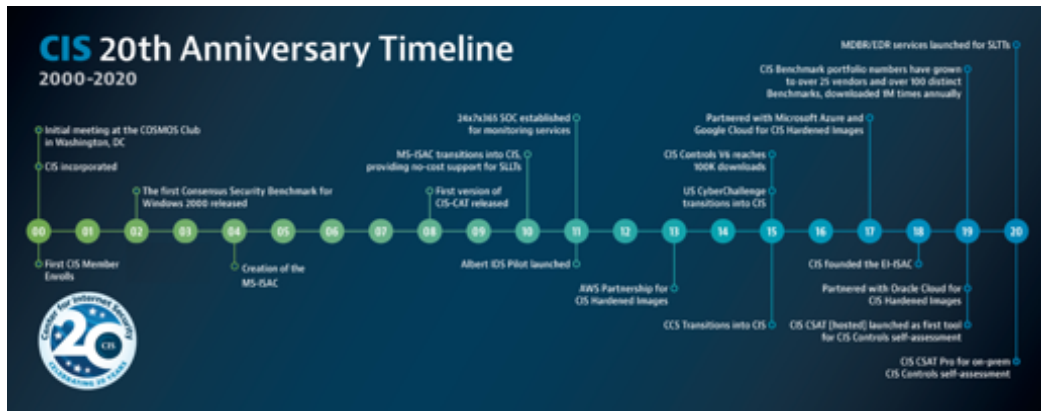 CIS 20th Anniversary Timeline
2000-2020
Initial meeting at the COSMOS Club
in Washington, DC
CIS incorporated
The first Consensus Security Benchmark for
Windows 2000 released
First version of
CIS-CAT released
MS-ISAC transitions into CIS,
providing no-cost support for SLLTs
24x7x365 SOC established
for monitoring services
US CyberChallenge
transitions into CIS
CIS Controls V6 reaches
100K downloads
Partnered with Microsoft Azure and
Google Cloud for CIS Hardened Images
CIS Benchmark portfolio numbers have grown
to over 25 vendors and over 100 distinct
Benchmarks, downloaded 1M times annually
MDBR/EDR services launched for SLTTs
00 01 02 03 04 05 06 07 08 09 10 11 12 13 14 15 16 17 18 19 20
First CIS Member
Enrolls
Creation of the
MS-ISAC
Albert IDS Pilot launched
AWS Partnership for
CIS Hardened Images
CCS Transitions into CIS
CIS founded the EI-ISAC
Partnered with Oracle Cloud for
CIS Hardened Images
CIS CSAT [hosted] launched as first tool
for CIS Controls self-assessment
CIS CSAT Pro for on-prem
CIS Controls self-assessment
Center for Internet Security
20
CIS
CELEBRATING 20 YEARS